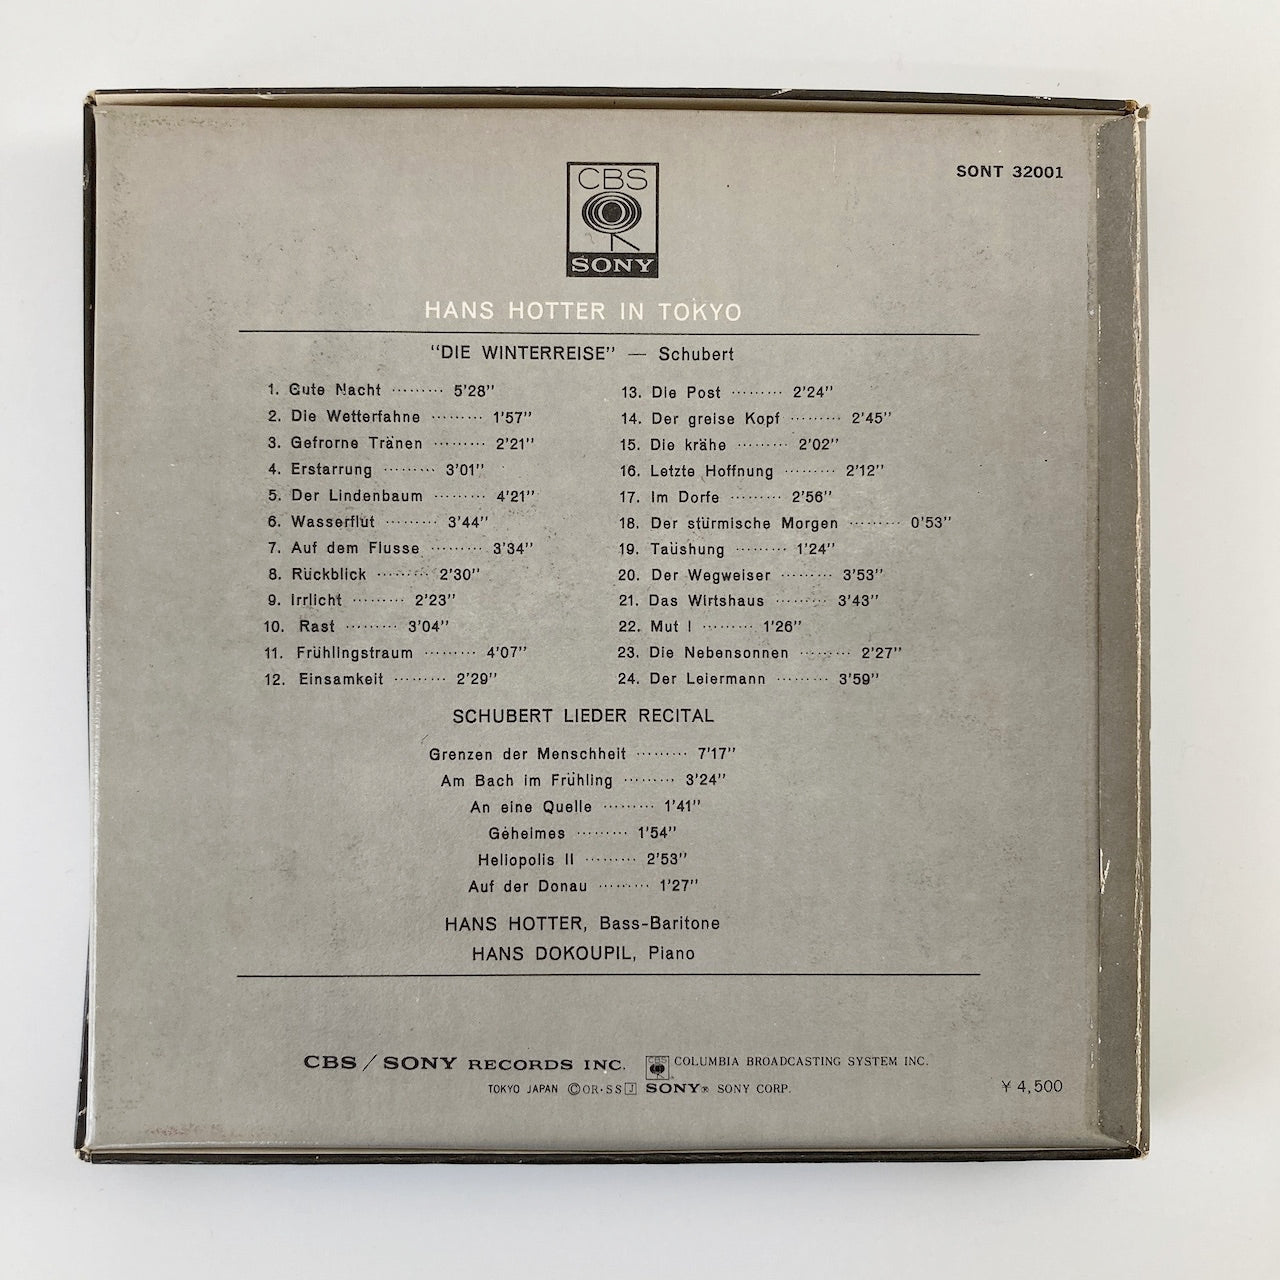 SONT 32001
CBS
SONY
HANS HOTTER IN TOKYO
"DIE WINTERREISE" — Schubert
1. Gute Nacht ········· 5'28"
2. Die Wetterfahne ········· 1'57"
3. Gefrorne Tränen ········· 2'21"
4. Erstarrung ········· 3'01"
5. Der Lindenbaum ········· 4'21"
6. Wasserflut ········· 3'44"
7. Auf dem Flusse ········· 3'34"
8. Rückblick ········· 2'30"
9. Irrlicht ········· 2'23"
10. Rast ········· 3'04"
11. Frühlingstraum ········· 4'07"
12. Einsamkeit ········· 2'29"
13. Die Post ········· 2'24"
14. Der greise Kopf ········· 2'45"
15. Die krähe ········· 2'02"
16. Letzte Hoffnung ········· 2'12"
17. Im Dorfe ········· 2'56"
18. Der stürmische Morgen ········· 0'53"
19. Taüshung ········· 1'24"
20. Der Wegweiser ········· 3'53"
21. Das Wirtshaus ········· 3'43"
22. Mut I ········· 1'26"
23. Die Nebensonnen ········· 2'27"
24. Der Leiermann ········· 3'59"
SCHUBERT LIEDER RECITAL
Grenzen der Menschheit ········· 7'17"
Am Bach im Frühling ········· 3'24"
An eine Quelle ········· 1'41"
Geheimes ········· 1'54"
Heliopolis II ········· 2'53"
Auf der Donau ········· 1'27"
HANS HOTTER, Bass-Baritone
HANS DOKOUPIL, Piano
CBS / SONY RECORDS INC. CBS COLUMBIA BROADCASTING SYSTEM INC.
TOKYO JAPAN ©OR·SS J SONY® SONY CORP.
¥ 4,500